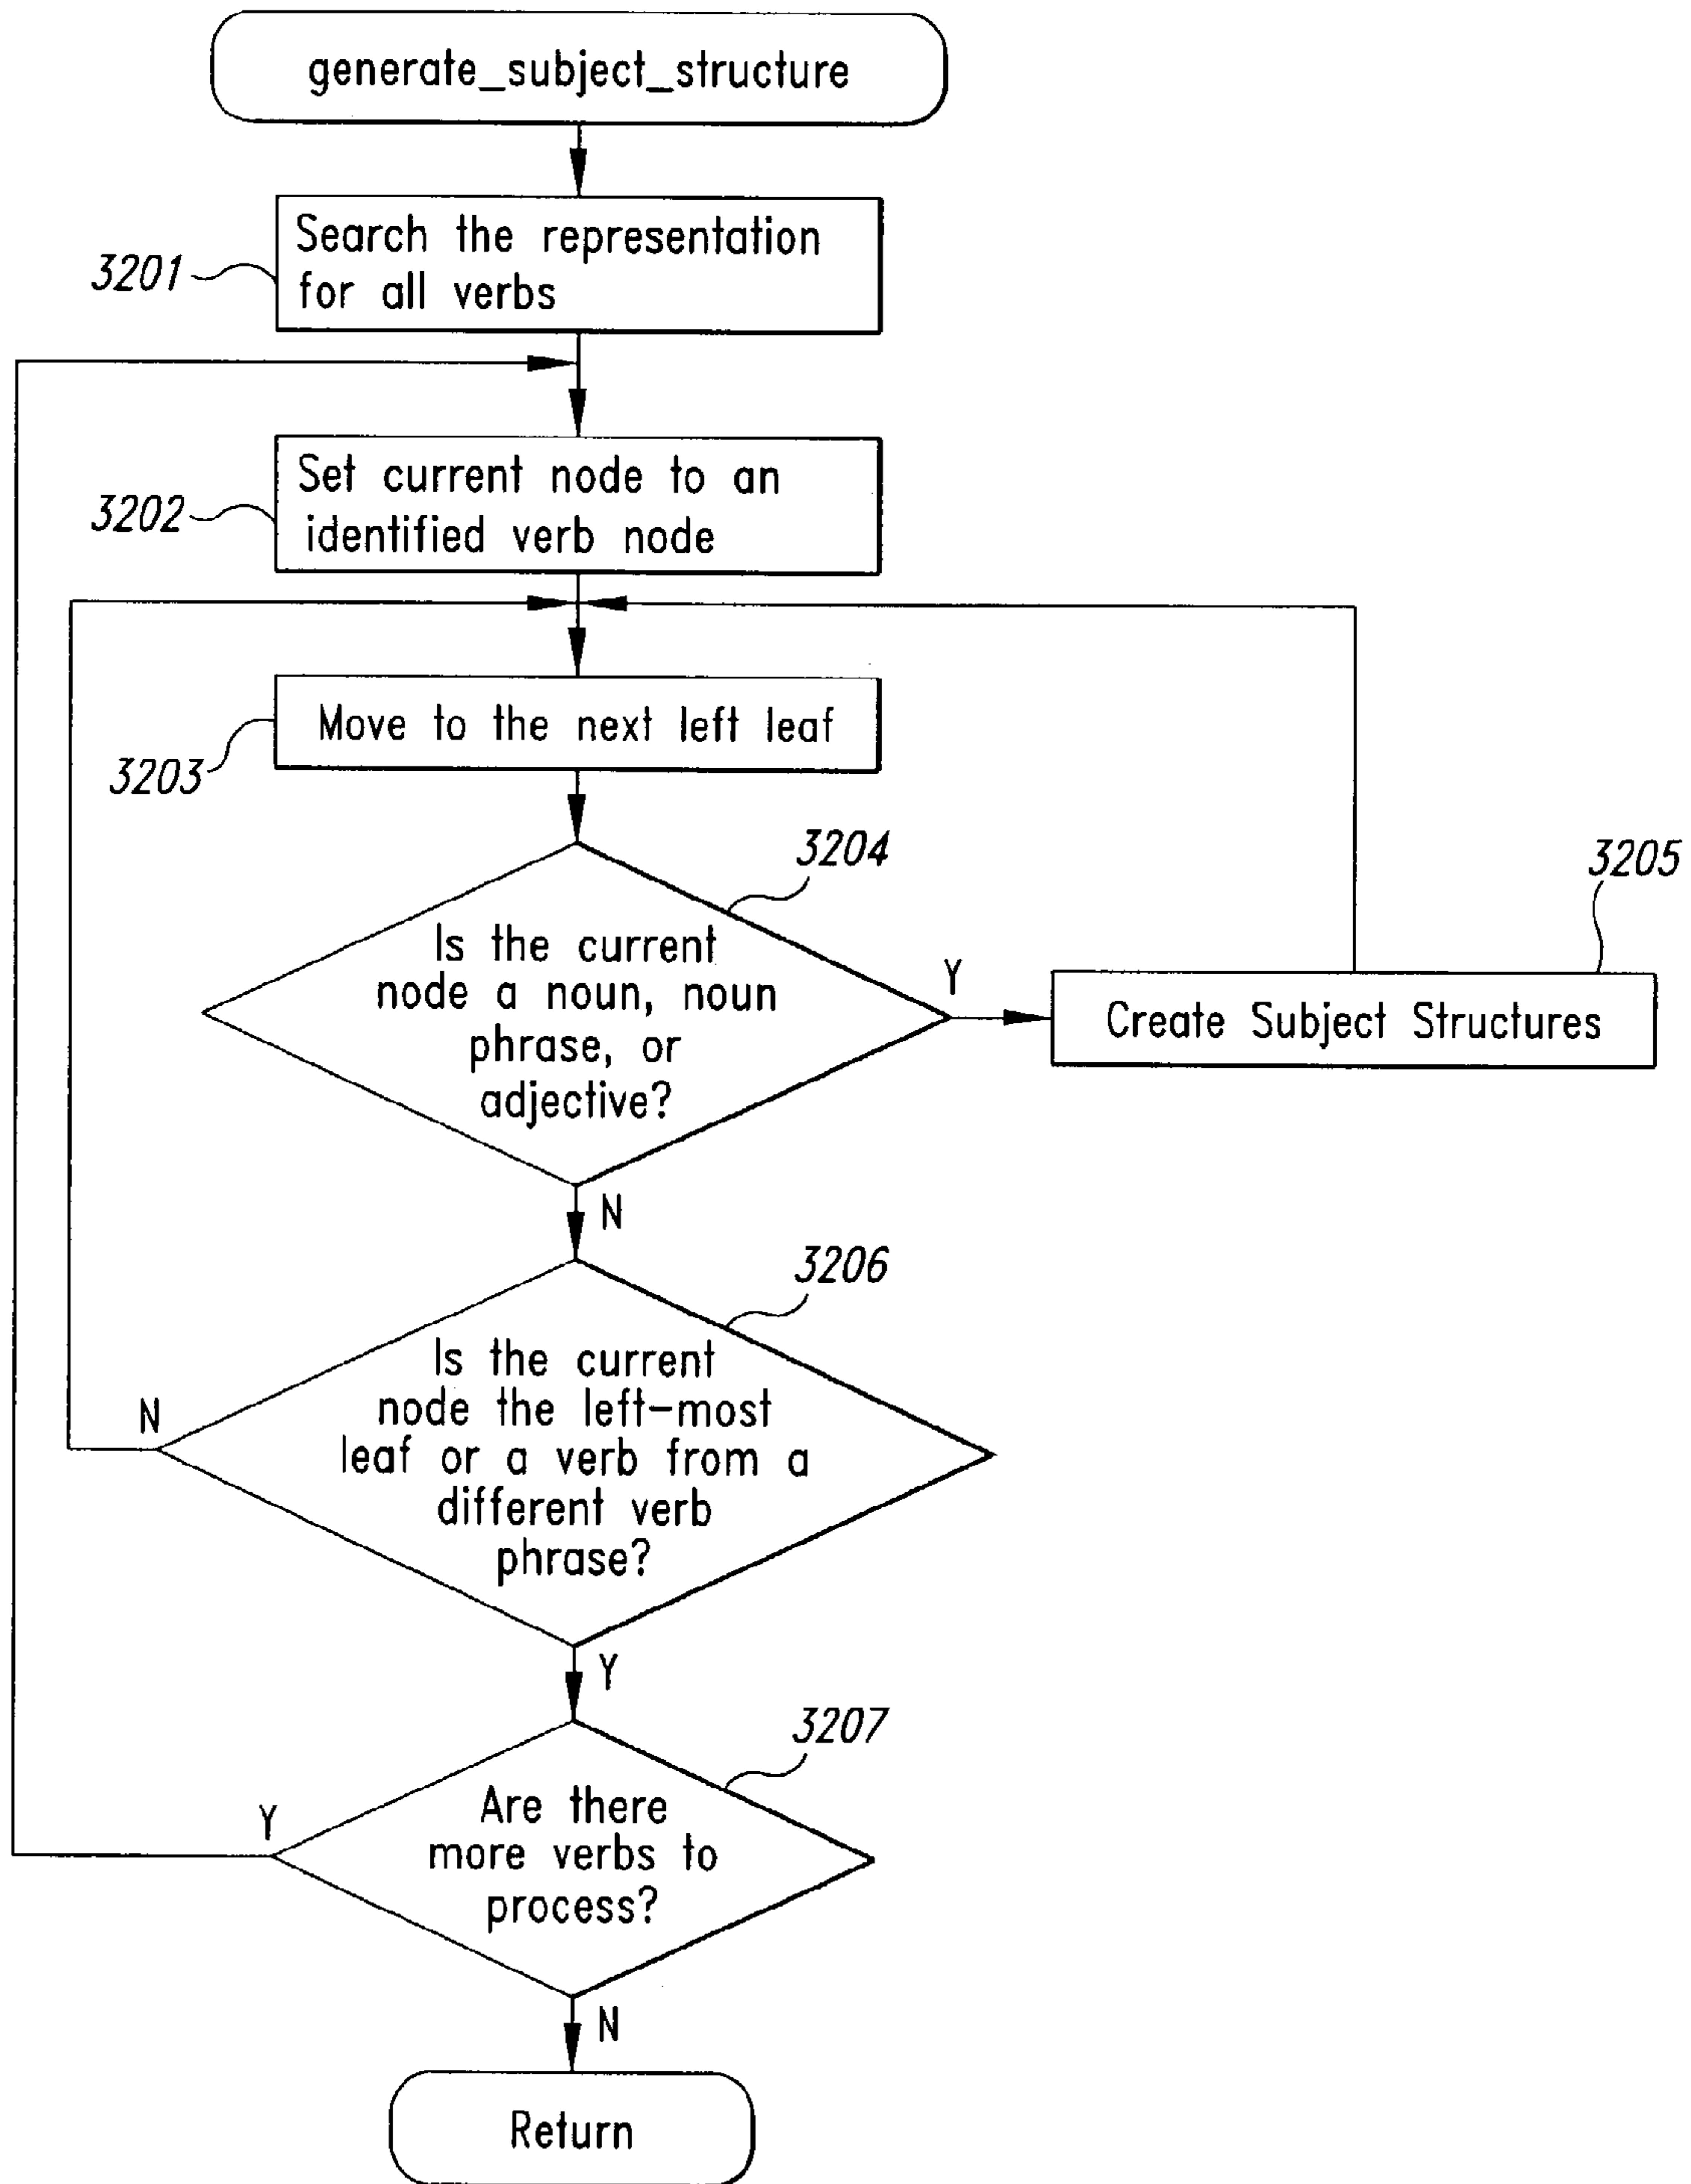 generate_subject_structure
Search the representation
for all verbs
3201
Set current node to an
identified verb node
3202
Move to the next left leaf
3203
3204
Is the current
node a noun, noun
phrase, or
adjective?
Y
3205
Create Subject Structures
N
3206
Is the current
node the left-most
leaf or a verb from a
different verb
phrase?
N
Y
3207
Are there
more verbs to
process?
Y
N
Return